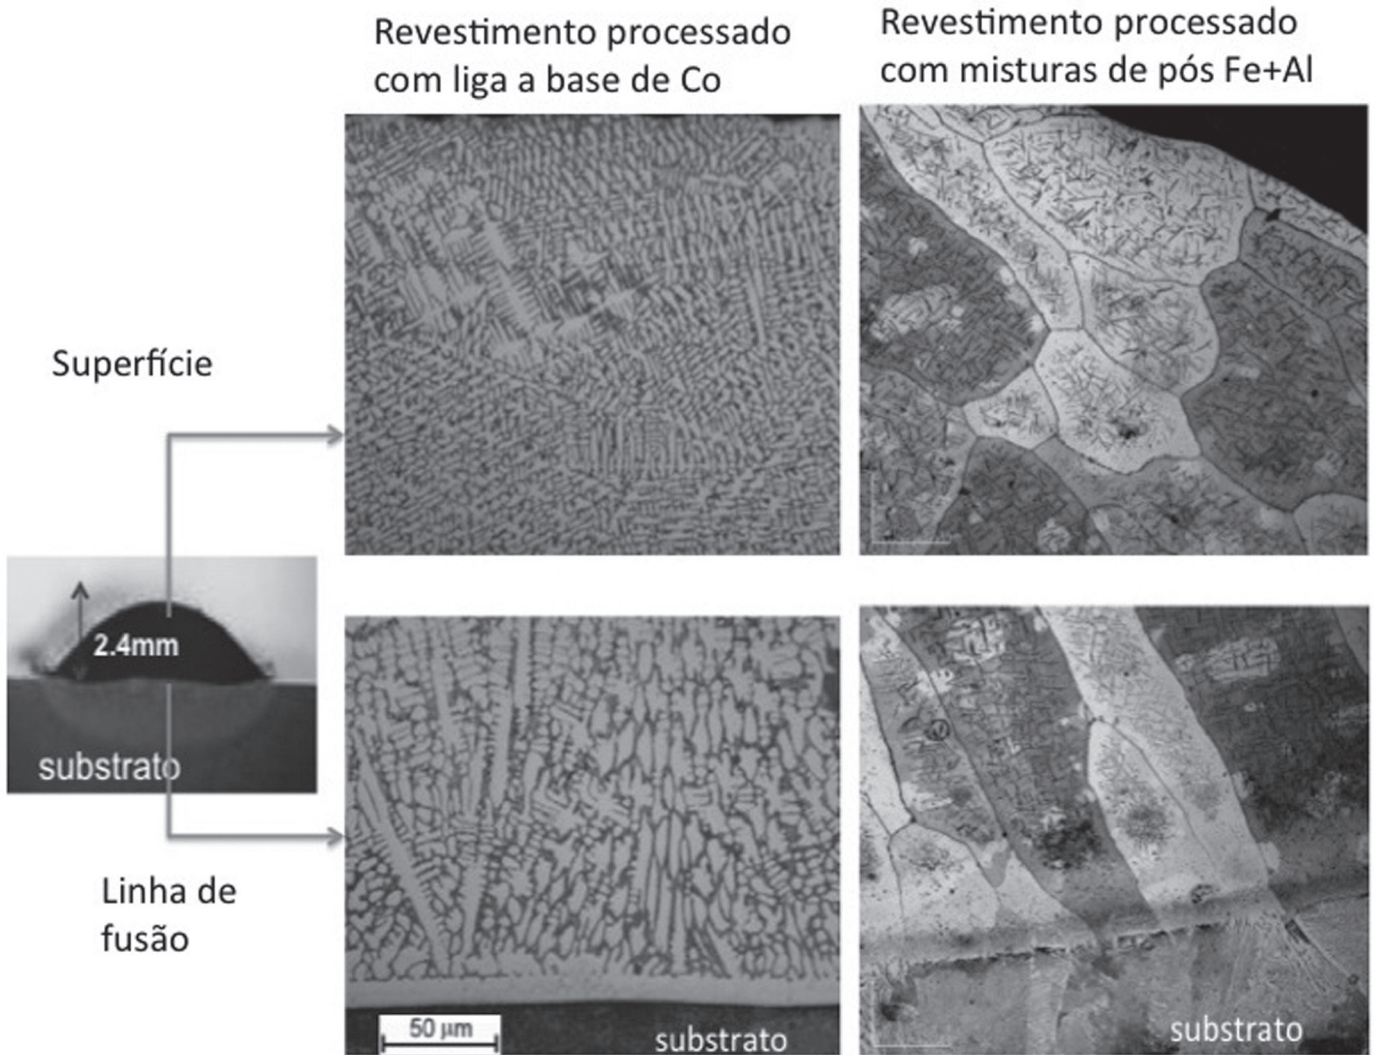 Revestimento processado
com liga a base de Co
Revestimento processado
com misturas de pós Fe+Al
Superfície
2.4mm
substrato
Linha de
fusão
50 µm
substrato
substrato